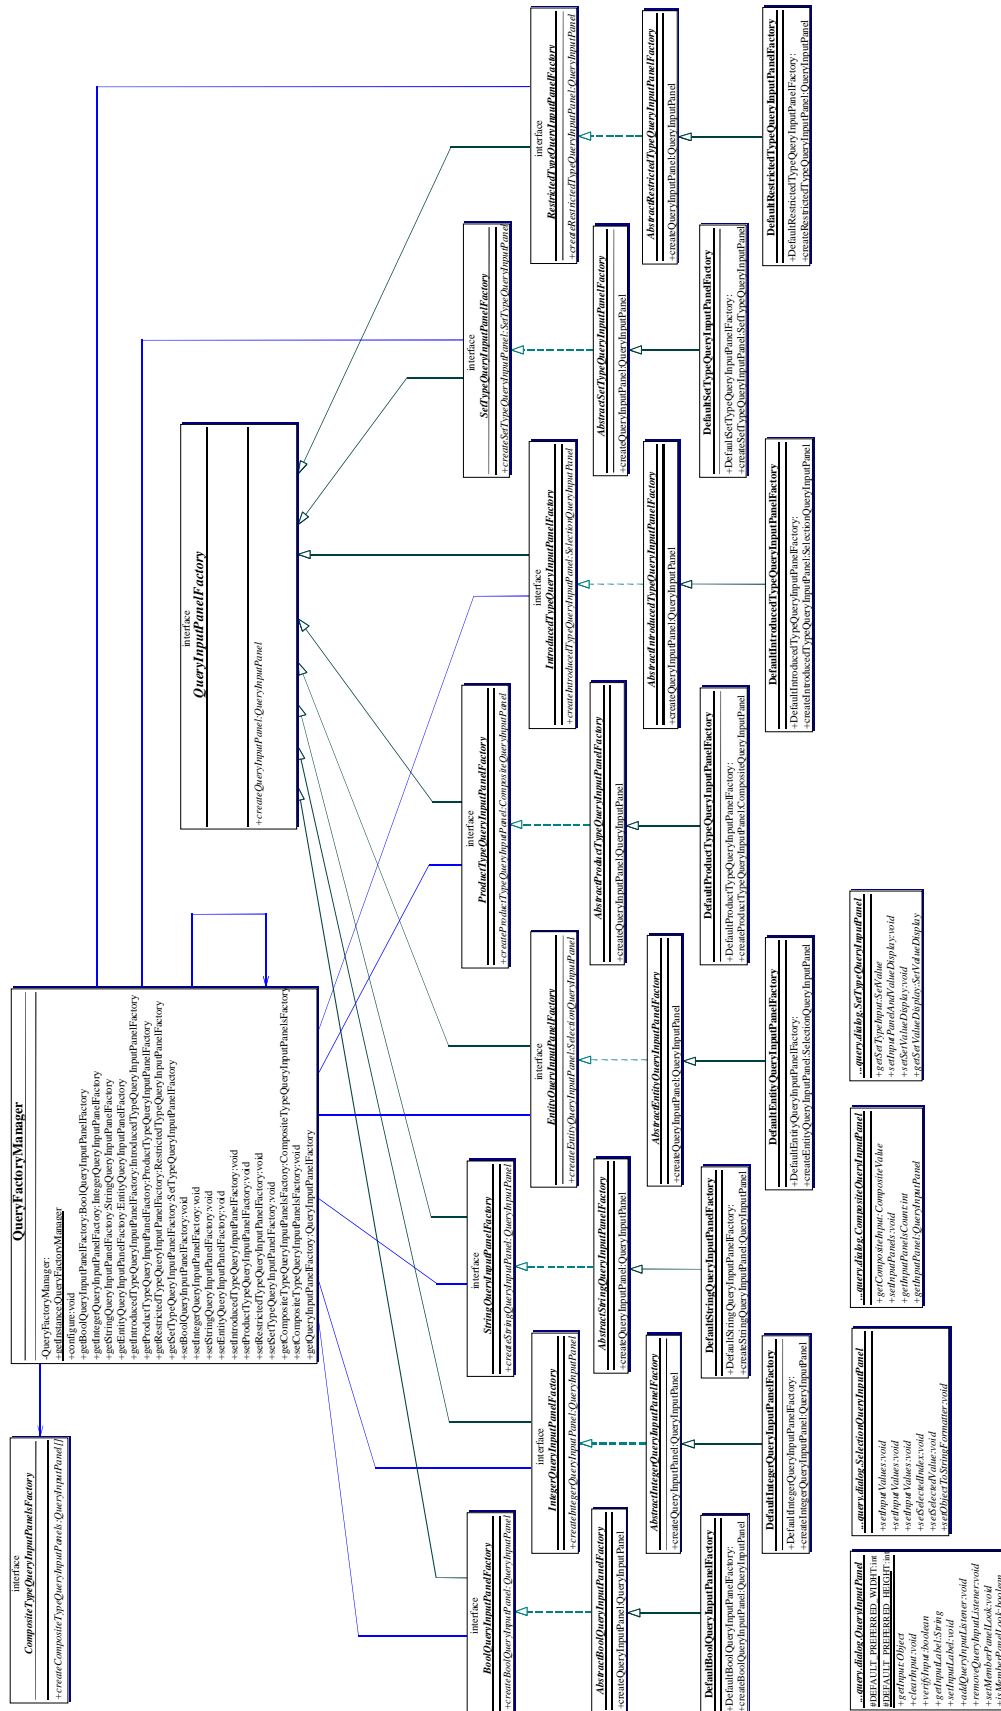 interface
CompositeTypeQueryInputPanelsFactory
+createCompositeTypeQueryInputPanels:QueryInputPanel[]
QueryFactoryManager
-QueryFactoryManager:
+getInstance:QueryFactoryManager
+configure:void
+getBoolQueryInputPanelFactory:BoolQueryInputPanelFactory
+getIntegerQueryInputPanelFactory:IntegerQueryInputPanelFactory
+getStringQueryInputPanelFactory:StringQueryInputPanelFactory
+getEntityQueryInputPanelFactory:EntityQueryInputPanelFactory
+getIntroducedTypeQueryInputPanelFactory:IntroducedTypeQueryInputPanelFactory
+getProductTypeQueryInputPanelFactory:ProductTypeQueryInputPanelFactory
+getRestrictedTypeQueryInputPanelFactory:RestrictedTypeQueryInputPanelFactory
+getSetTypeQueryInputPanelFactory:SetTypeQueryInputPanelFactory
+setBoolQueryInputPanelFactory:void
+setIntegerQueryInputPanelFactory:void
+setStringQueryInputPanelFactory:void
+setEntityQueryInputPanelFactory:void
+setIntroducedTypeQueryInputPanelFactory:void
+setProductTypeQueryInputPanelFactory:void
+setRestrictedTypeQueryInputPanelFactory:void
+setSetTypeQueryInputPanelFactory:void
+getCompositeTypeQueryInputPanelsFactory:CompositeTypeQueryInputPanelsFactory
+setCompositeTypeQueryInputPanelsFactory:void
+getQueryInputPanelFactory:QueryInputPanelFactory
interface
QueryInputPanelFactory
+createQueryInputPanel:QueryInputPanel
interface
BoolQueryInputPanelFactory
+createBoolQueryInputPanel:QueryInputPanel
interface
IntegerQueryInputPanelFactory
+createIntegerQueryInputPanel:QueryInputPanel
interface
StringQueryInputPanelFactory
+createStringQueryInputPanel:QueryInputPanel
interface
EntityQueryInputPanelFactory
+createEntityQueryInputPanel:SelectionQueryInputPanel
interface
ProductTypeQueryInputPanelFactory
+createProductTypeQueryInputPanel:CompositeQueryInputPanel
interface
IntroducedTypeQueryInputPanelFactory
+createIntroducedTypeQueryInputPanel:SelectionQueryInputPanel
interface
SetTypeQueryInputPanelFactory
+createSetTypeQueryInputPanel:SetTypeQueryInputPanel
interface
RestrictedTypeQueryInputPanelFactory
+createRestrictedTypeQueryInputPanel:QueryInputPanel
AbstractBoolQueryInputPanelFactory
+createQueryInputPanel:QueryInputPanel
AbstractIntegerQueryInputPanelFactory
+createQueryInputPanel:QueryInputPanel
AbstractStringQueryInputPanelFactory
+createQueryInputPanel:QueryInputPanel
AbstractEntityQueryInputPanelFactory
+createQueryInputPanel:QueryInputPanel
AbstractProductTypeQueryInputPanelFactory
+createQueryInputPanel:QueryInputPanel
AbstractIntroducedTypeQueryInputPanelFactory
+createQueryInputPanel:QueryInputPanel
AbstractSetTypeQueryInputPanelFactory
+createQueryInputPanel:QueryInputPanel
AbstractRestrictedTypeQueryInputPanelFactory
+createQueryInputPanel:QueryInputPanel
DefaultBoolQueryInputPanelFactory
+DefaultBoolQueryInputPanelFactory:
+createBoolQueryInputPanel:QueryInputPanel
DefaultIntegerQueryInputPanelFactory
+DefaultIntegerQueryInputPanelFactory:
+createIntegerQueryInputPanel:QueryInputPanel
DefaultStringQueryInputPanelFactory
+DefaultStringQueryInputPanelFactory:
+createStringQueryInputPanel:QueryInputPanel
DefaultEntityQueryInputPanelFactory
+DefaultEntityQueryInputPanelFactory:
+createEntityQueryInputPanel:SelectionQueryInputPanel
DefaultProductTypeQueryInputPanelFactory
+DefaultProductTypeQueryInputPanelFactory:
+createProductTypeQueryInputPanel:CompositeQueryInputPanel
DefaultIntroducedTypeQueryInputPanelFactory
+DefaultIntroducedTypeQueryInputPanelFactory:
+createIntroducedTypeQueryInputPanel:SelectionQueryInputPanel
DefaultSetTypeQueryInputPanelFactory
+DefaultSetTypeQueryInputPanelFactory:
+createSetTypeQueryInputPanel:SetTypeQueryInputPanel
DefaultRestrictedTypeQueryInputPanelFactory
+DefaultRestrictedTypeQueryInputPanelFactory:
+createRestrictedTypeQueryInputPanel:QueryInputPanel
...query.dialog.QueryInputPanel
#DEFAULT_PREFERRED_WIDHT:int
#DEFAULT_PREFERRED_HEIGHT:int
+getInput:Object
+clearInput:void
+verifyInput:boolean
+getInputLabel:String
+setInputLabel:void
+addQueryInputListener:void
+removeQueryInputListener:void
+setMemberPanelLook:void
+isMemberPanelLook:boolean
...query.dialog.SelectionQueryInputPanel
+setInputValues:void
+setInputValues:void
+setInputValues:void
+setSelectedIndex:void
+setSelectedValue:void
+setObjectToStringFormatter:void
...query.dialog.CompositeQueryInputPanel
+getCompositeInput:CompositeValue
+setInputPanels:void
+getInputPanelsCount:int
+getInputPanel:QueryInputPanel
...query.dialog.SetTypeQueryInputPanel
+getSetTypeInput:SetValue
+setInputPanelAndValueDisplay:void
+setSetValueDisplay:void
+getSetValueDisplay:SetValueDisplay